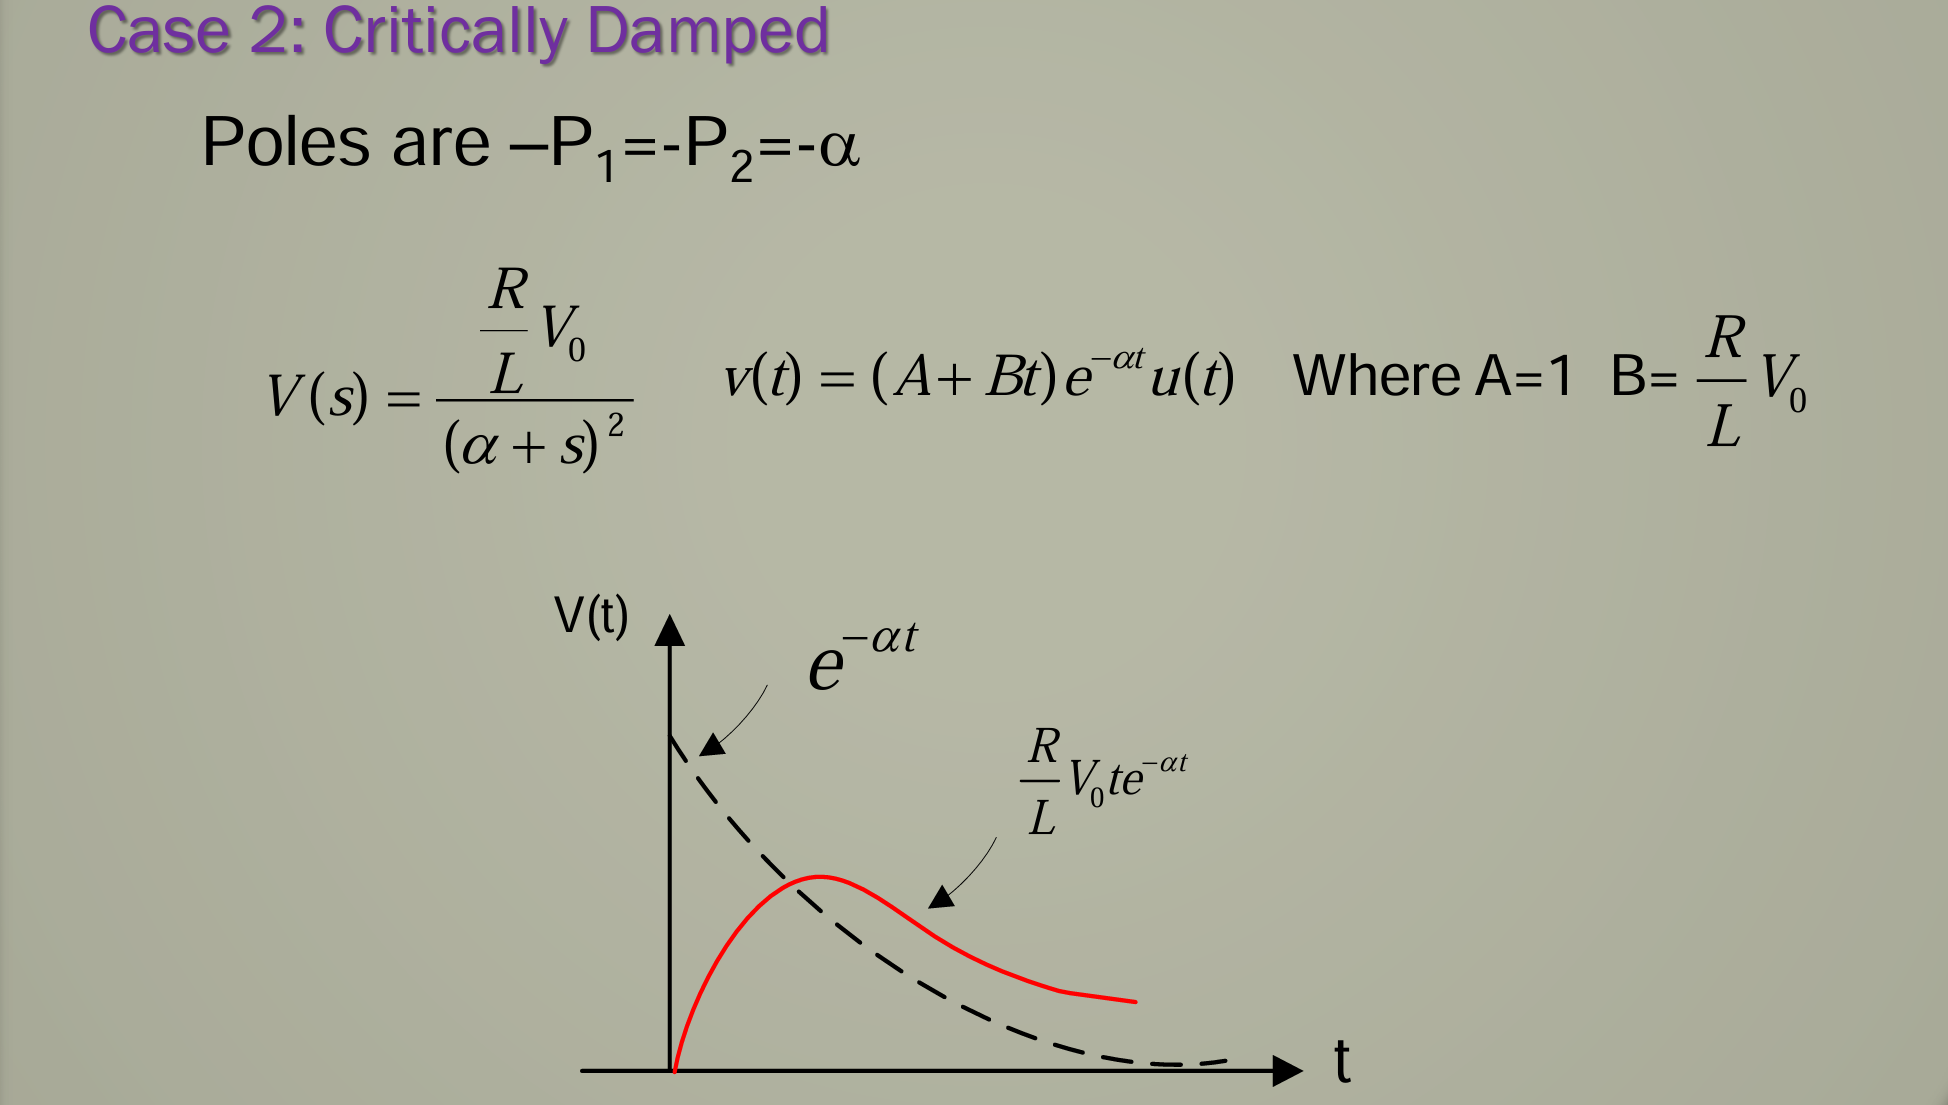 Case 2: Critically Damped
Poles are –P₁=-P₂=-α
V(s) = (R/L V₀)/(α + s)² v(t) = (A + Bt)e^(−αt)u(t) Where A=1 B= R/L V₀
V(t)
e^(−αt)
R/L V₀te^(−αt)
t